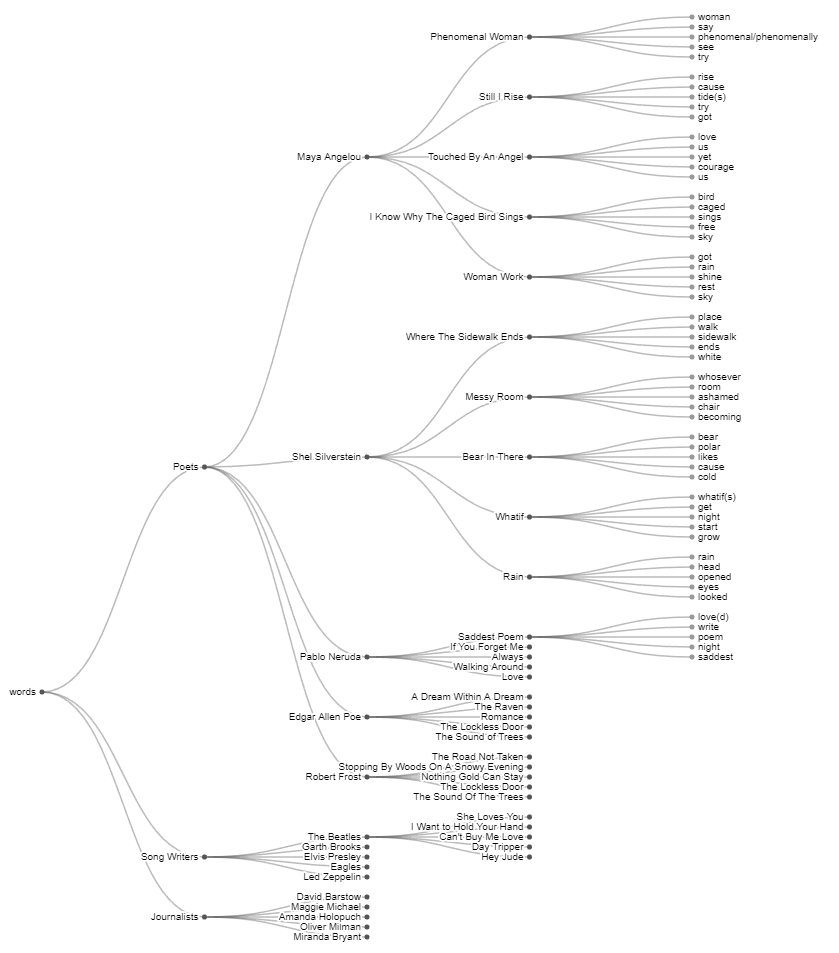 words
Poets
Maya Angelou
Phenomenal Woman
woman
say
phenomenal/phenomenally
see
try
Still I Rise
rise
cause
tide(s)
try
got
Touched By An Angel
love
us
yet
courage
us
I Know Why The Caged Bird Sings
bird
caged
sings
free
sky
Woman Work
got
rain
shine
rest
sky
Shel Silverstein
Where The Sidewalk Ends
place
walk
sidewalk
ends
white
Messy Room
whosever
room
ashamed
chair
becoming
Bear In There
bear
polar
likes
cause
cold
Whatif
whatif(s)
get
night
start
grow
Rain
rain
head
opened
eyes
looked
Pablo Neruda
Saddest Poem
love(d)
write
poem
night
saddest
If You Forget Me
Always
Walking Around
Love
Edgar Allen Poe
A Dream Within A Dream
The Raven
Romance
The Lockless Door
The Sound of Trees
Robert Frost
The Road Not Taken
Stopping By Woods On A Snowy Evening
Nothing Gold Can Stay
The Lockless Door
The Sound Of The Trees
Song Writers
The Beatles
She Loves You
I Want to Hold Your Hand
Can't Buy Me Love
Day Tripper
Hey Jude
Garth Brooks
Elvis Presley
Eagles
Led Zeppelin
Journalists
David Barstow
Maggie Michael
Amanda Holopuch
Oliver Milman
Miranda Bryant